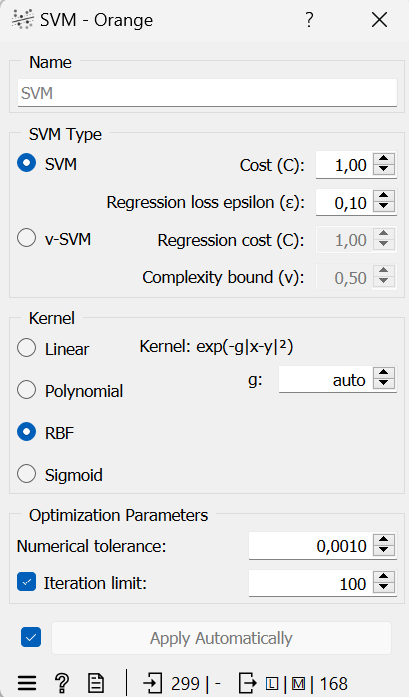 SVM - Orange ?
Name
SVM
SVM Type
SVM Cost (C): 1,00
Regression loss epsilon (ε): 0,10
ν-SVM Regression cost (C): 1,00
Complexity bound (ν): 0,50
Kernel
Linear Kernel: exp(-g|x-y|²)
g: auto
Polynomial
RBF
Sigmoid
Optimization Parameters
Numerical tolerance: 0,0010
Iteration limit: 100
Apply Automatically
? 299 | - L | M | 168